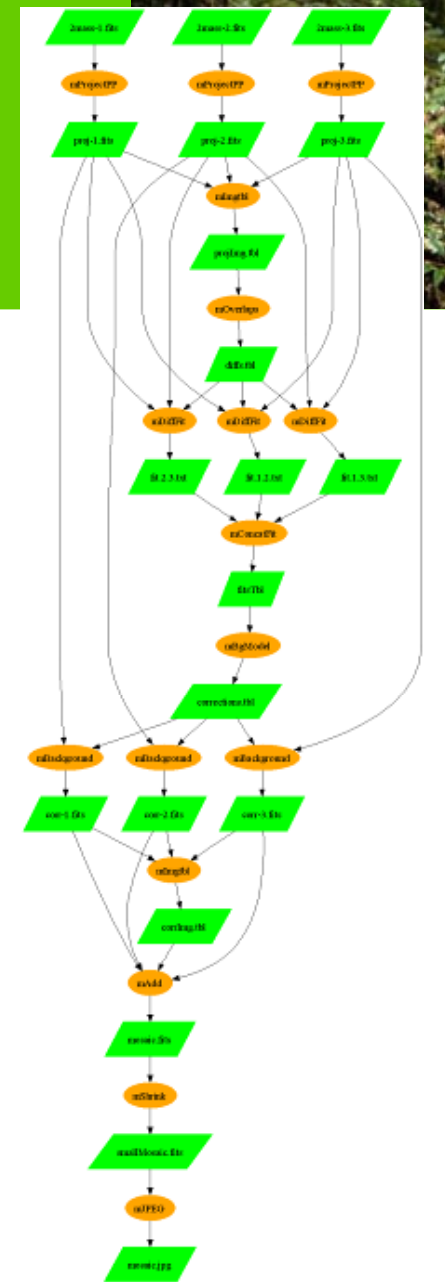 2mass-1.fits 2mass-2.fits 2mass-3.fits
mProjectPP mProjectPP mProjectPP
proj-1.fits proj-2.fits proj-3.fits
mImgtbl
projImg.tbl
mOverlaps
diffs.tbl
mDiffFit mDiffFit mDiffFit
fit.2.3.txt fit.1.2.txt fit.1.3.txt
mConcatFit
mBgModel
corrections.tbl
mBackground mBackground mBackground
corr-1.fits corr-2.fits corr-3.fits
mImgtbl
corrImg.tbl
mAdd
mosaic.fits
mShrink
smallMosaic.fits
mJPEG
mosaic.jpg